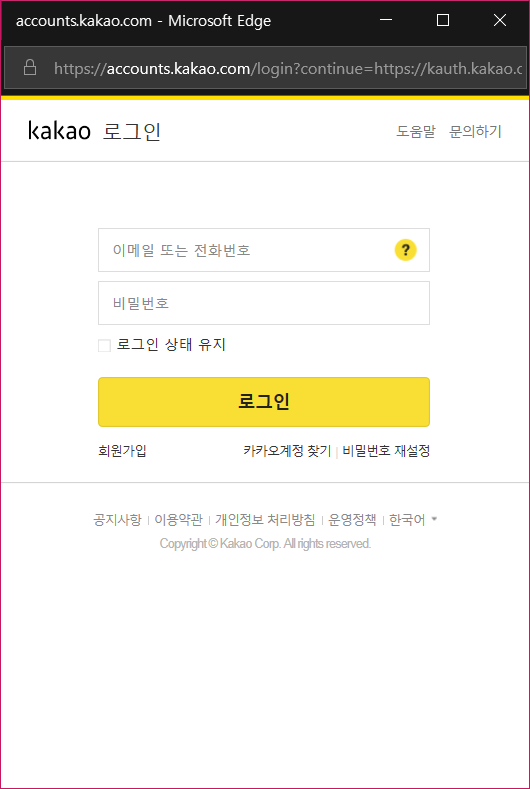 accounts.kakao.com - Microsoft Edge
https://accounts.kakao.com/login?continue=https://kauth.kakao.c
kakao 로그인 도움말 문의하기
이메일 또는 전화번호 ?
비밀번호
로그인 상태 유지
로그인
회원가입 카카오계정 찾기 | 비밀번호 재설정
공지사항 | 이용약관 | 개인정보 처리방침 | 운영정책 | 한국어
Copyright © Kakao Corp. All rights reserved.